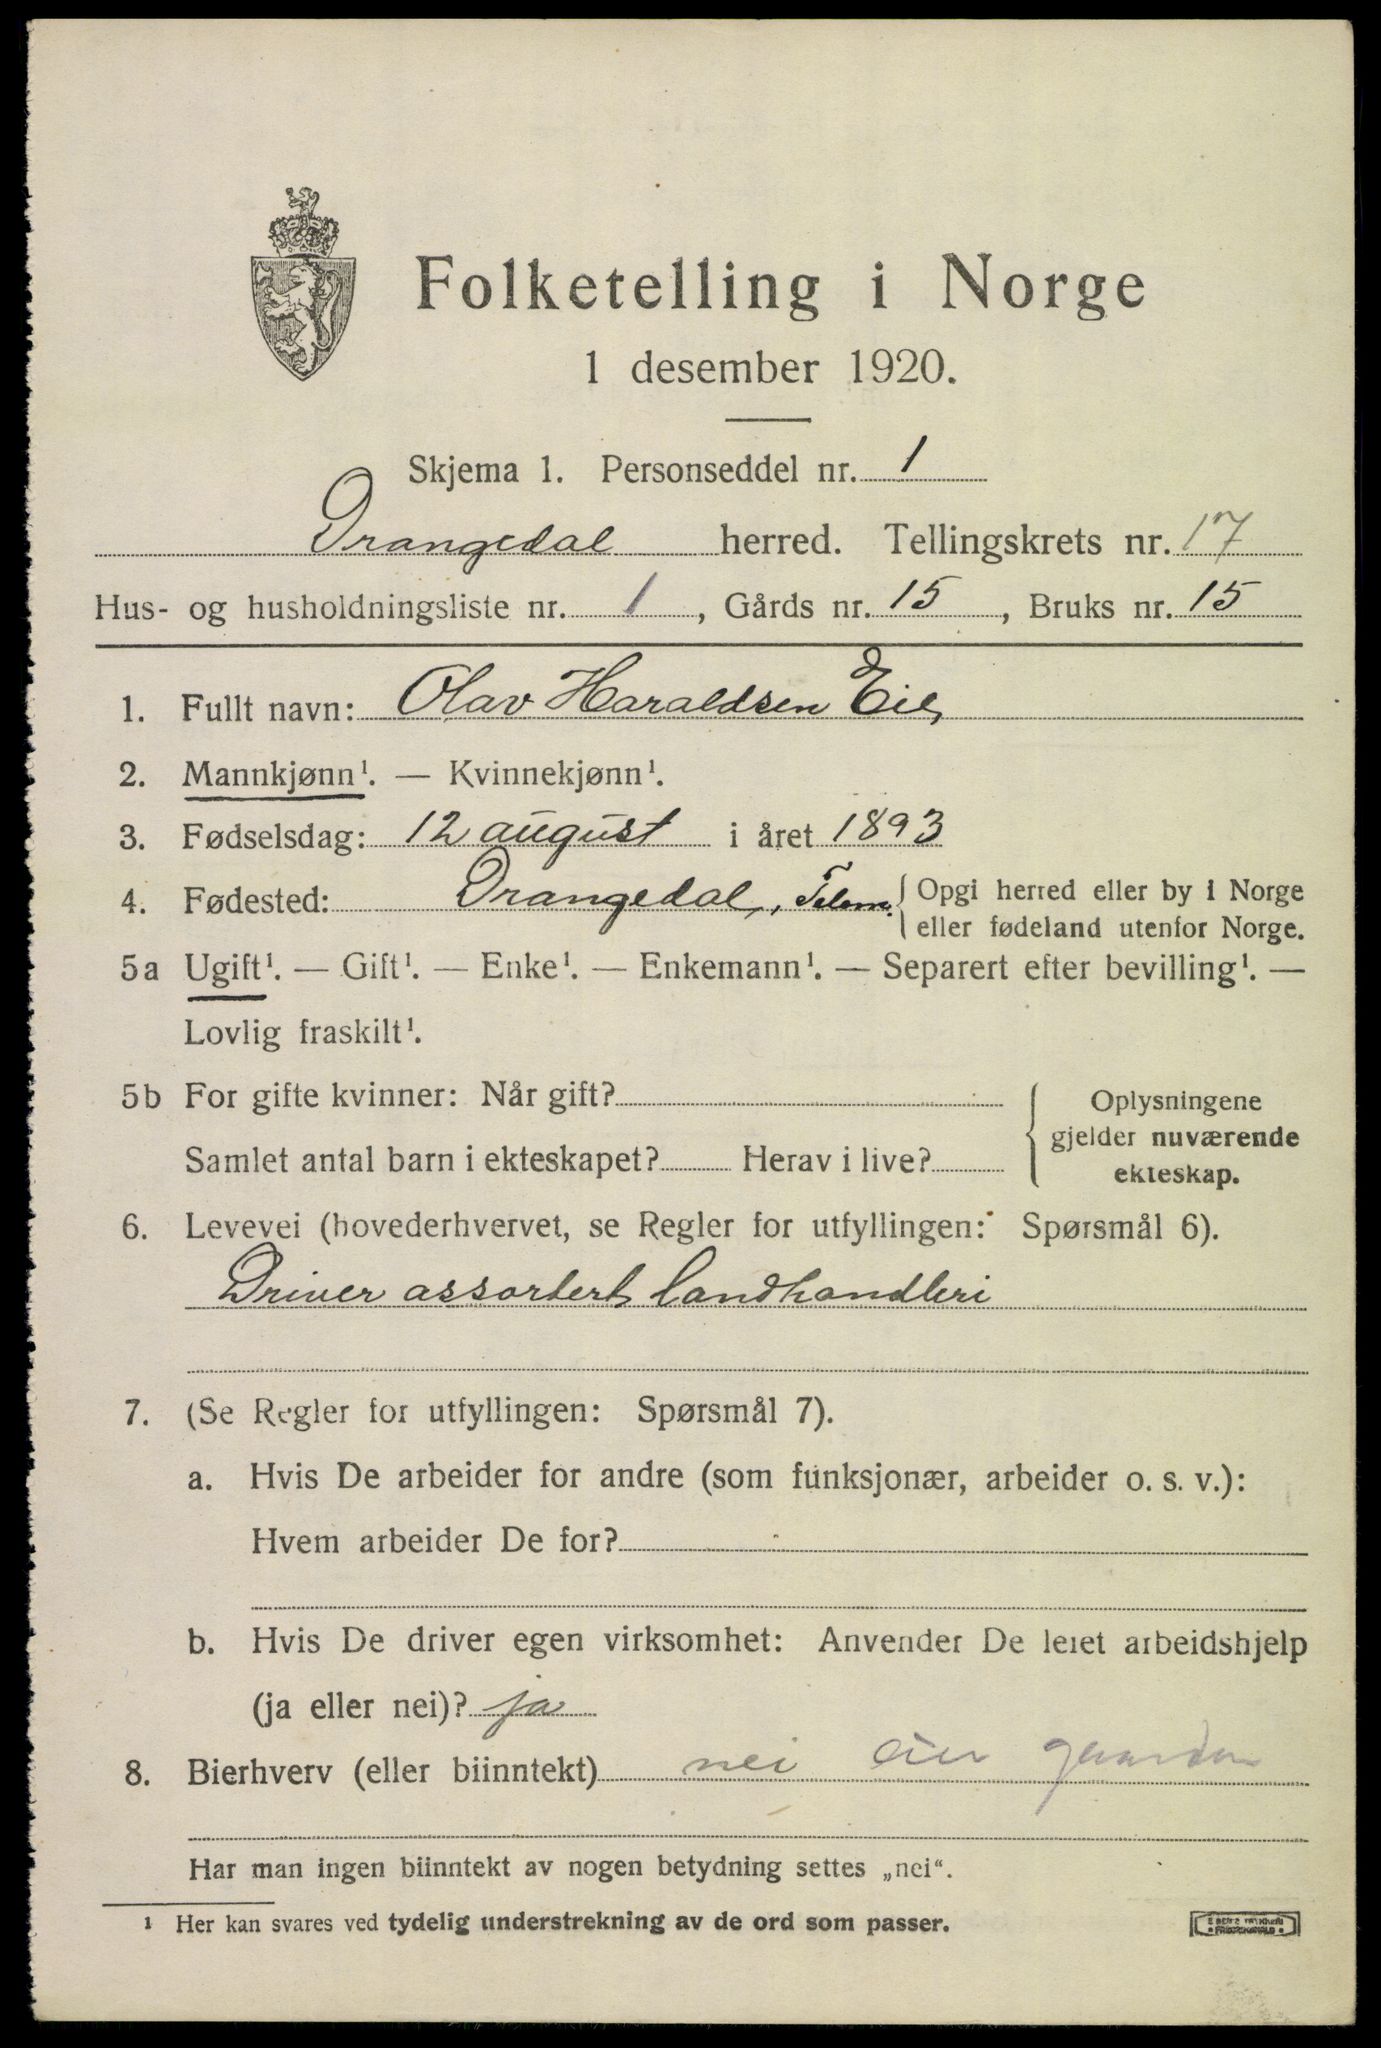 Folketelling i Norge
1 desember 1920.
Skjema 1. Personseddel nr. 1
Drangedal herred. Tellingskrets nr. 17
Hus- og husholdningsliste nr. 1, Gårds nr. 15, Bruks nr. 15
1. Fullt navn: Olav Haraldsen
2. Mannkjønn¹. — Kvinnekjønn¹.
3. Fødselsdag: 12 august i året 1893
4. Fødested: Drangedal, Telem. Opgi herred eller by i Norge
eller fødeland utenfor Norge.
5a Ugift¹. — Gift¹. — Enke¹. — Enkemann¹. — Separert efter bevilling¹. —
Lovlig fraskilt¹.
5b For gifte kvinner: Når gift?
Samlet antal barn i ekteskapet? Herav i live?
Oplysningene
gjelder nuværende
ekteskap.
6. Levevei (hovederhvervet, se Regler for utfyllingen: Spørsmål 6).
Driver assortert landhandleri
7. (Se Regler for utfyllingen: Spørsmål 7).
a. Hvis De arbeider for andre (som funksjonær, arbeider o. s. v.):
Hvem arbeider De for?
b. Hvis De driver egen virksomhet: Anvender De leiet arbeidshjelp
(ja eller nei)? ja
8. Bierhverv (eller biinntekt) nei eier
Har man ingen biinntekt av nogen betydning settes „nei“.
¹ Her kan svares ved tydelig understrekning av de ord som passer.